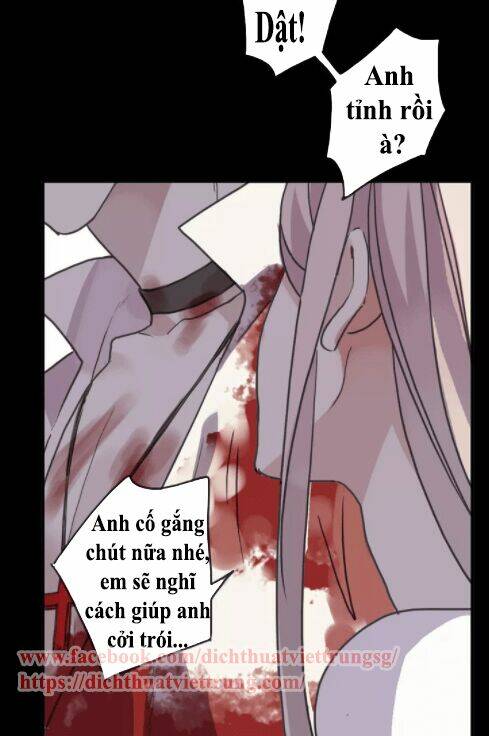 Dật!
Anh
tỉnh rồi
à?
Anh cố gắng
chút nữa nhé,
em sẽ nghĩ
cách giúp anh
cởi trói...
www.facebook.com/dichthuatviettrungsg/
https://dichthuatviettrung.com/